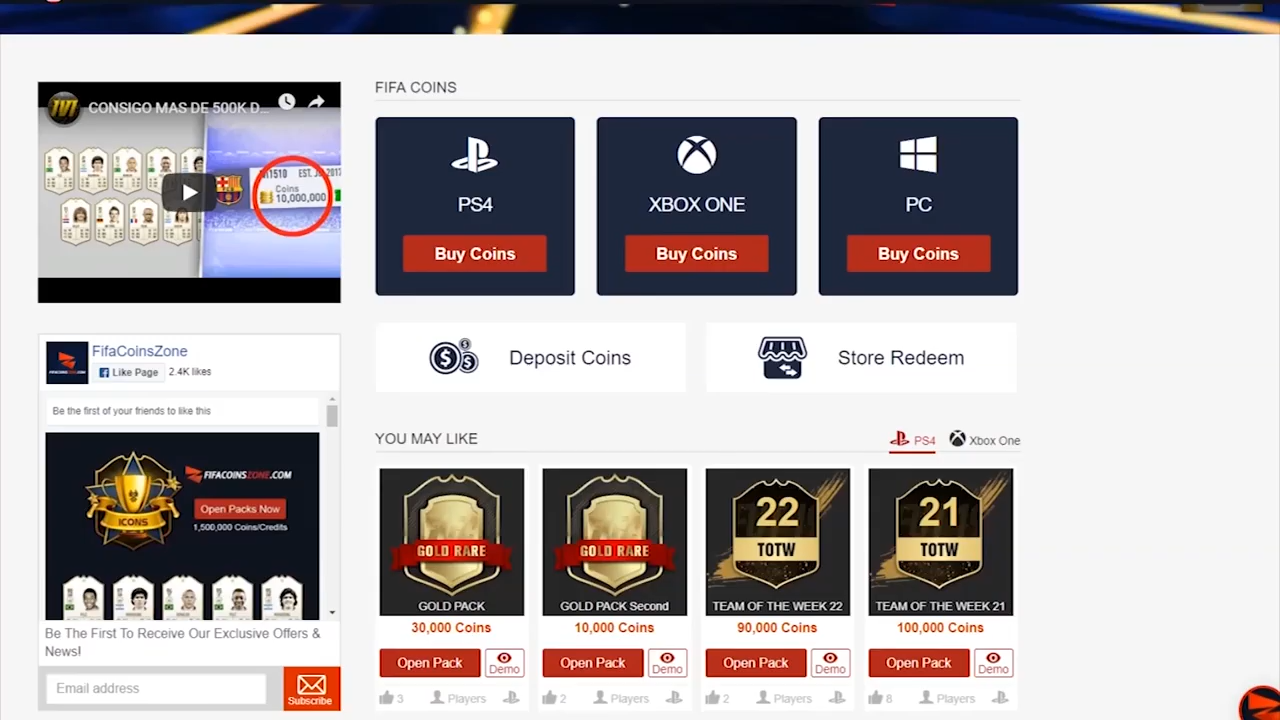 CONSIGO MAS DE 500K D...
EST. JUL 2017
Coins
10,000,000
FifaCoinsZone
Like Page
2.4K likes
Be the first of your friends to like this
FIFACOINSZONE.COM
ICONS
Open Packs Now
1,500,000 Coins/Credits
Be The First To Receive Our Exclusive Offers &
News!
Email address
Subscribe
FIFA COINS
PS4
XBOX ONE
PC
Buy Coins
Buy Coins
Buy Coins
Deposit Coins
Store Redeem
YOU MAY LIKE
PS4
Xbox One
GOLD RARE
GOLD PACK
30,000 Coins
Open Pack
Demo
3
Players
GOLD RARE
GOLD PACK Second
10,000 Coins
Open Pack
Demo
2
Players
22
TOTW
TEAM OF THE WEEK 22
90,000 Coins
Open Pack
Demo
2
Players
21
TOTW
TEAM OF THE WEEK 21
100,000 Coins
Open Pack
Demo
8
Players